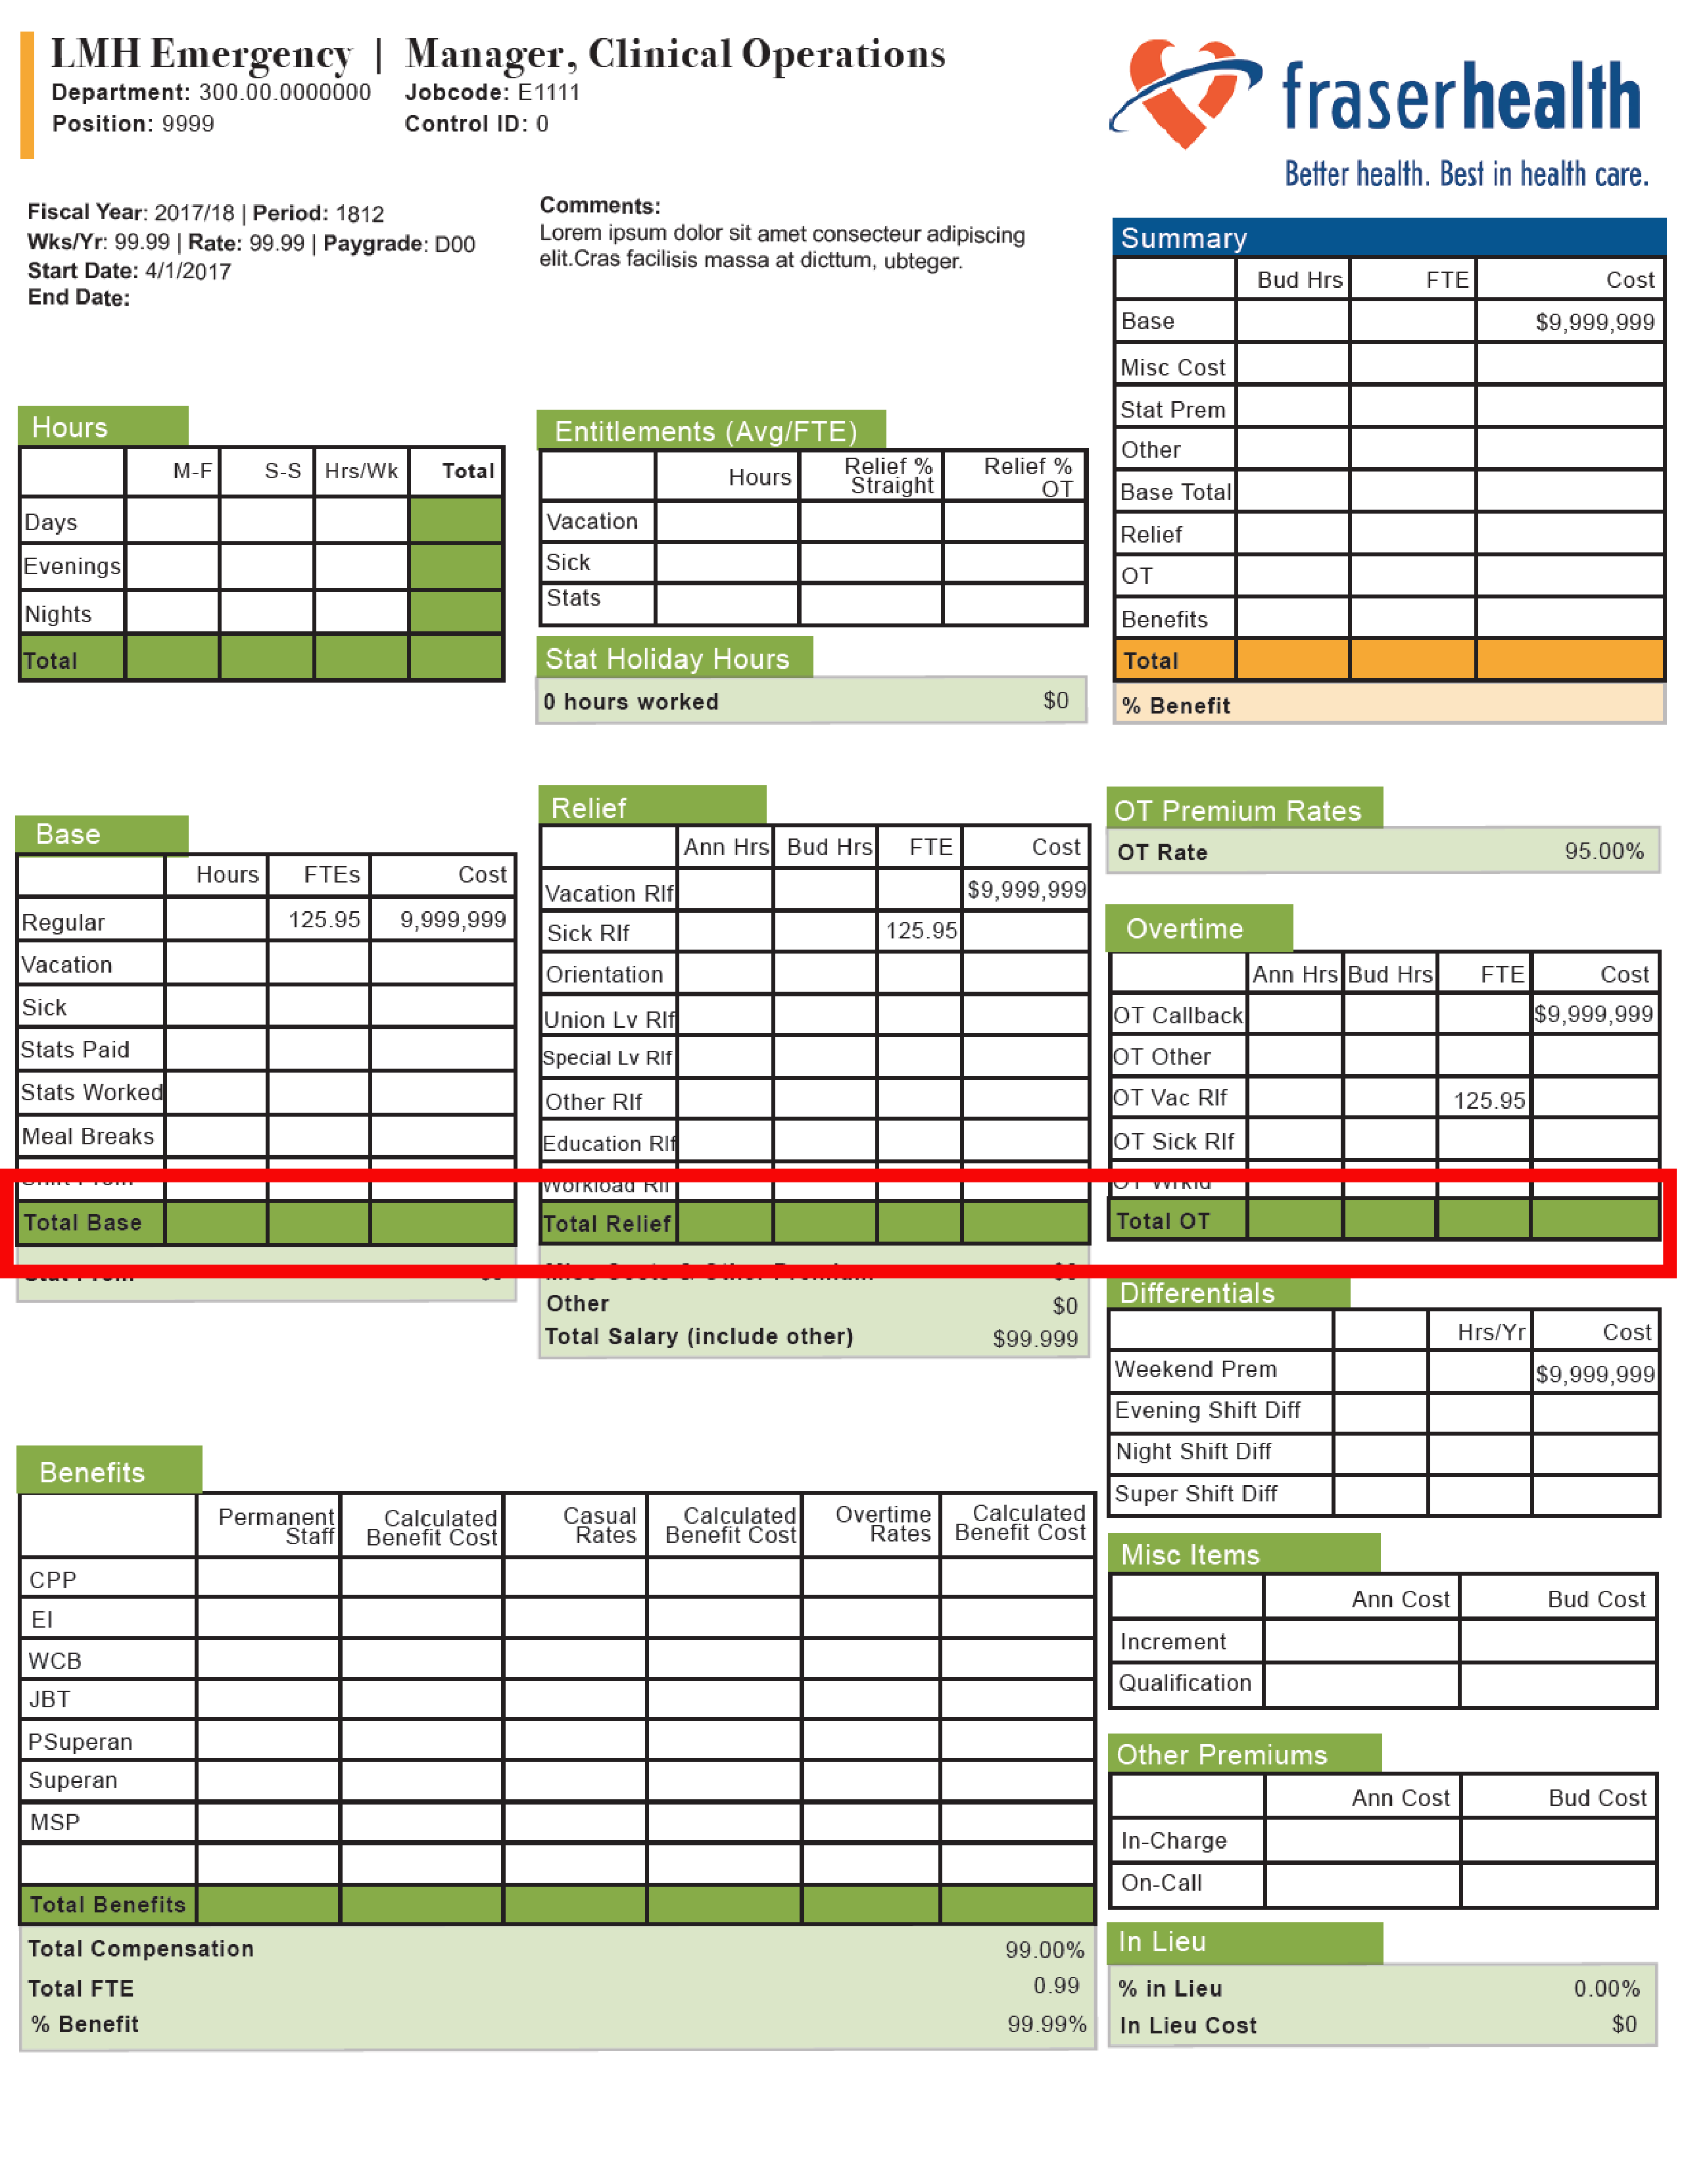 LMH Emergency | Manager, Clinical Operations
Department: 300.00.0000000 Jobcode: E1111
Position: 9999 Control ID: 0
fraserhealth
Better health. Best in health care.
Fiscal Year: 2017/18 | Period: 1812
Wks/Yr: 99.99 | Rate: 99.99 | Paygrade: D00
Start Date: 4/1/2017
End Date:
Comments:
Lorem ipsum dolor sit amet consecteur adipiscing
elit.Cras facilisis massa at dicttum, ubteger.
Summary
Bud Hrs FTE Cost
Base $9,999,999
Misc Cost
Stat Prem
Other
Base Total
Relief
OT
Benefits
Total
% Benefit
Hours
M-F S-S Hrs/Wk Total
Days
Evenings
Nights
Total
Entitlements (Avg/FTE)
Hours Relief % Straight Relief % OT
Vacation
Sick
Stats
Stat Holiday Hours
0 hours worked $0
Base
Hours FTEs Cost
Regular 125.95 9,999,999
Vacation
Sick
Stats Paid
Stats Worked
Meal Breaks
Shift Prem
Total Base
Stat Prem $0
Relief
Ann Hrs Bud Hrs FTE Cost
Vacation Rlf $9,999,999
Sick Rlf 125.95
Orientation
Union Lv Rlf
Special Lv Rlf
Other Rlf
Education Rlf
Workload Rlf
Total Relief
Misc Costs & Other Premium $0
Other $0
Total Salary (include other) $99.999
OT Premium Rates
OT Rate 95.00%
Overtime
Ann Hrs Bud Hrs FTE Cost
OT Callback $9,999,999
OT Other
OT Vac Rlf 125.95
OT Sick Rlf
OT Wrkld
Total OT
Differentials
Hrs/Yr Cost
Weekend Prem $9,999,999
Evening Shift Diff
Night Shift Diff
Super Shift Diff
Misc Items
Ann Cost Bud Cost
Increment
Qualification
Other Premiums
Ann Cost Bud Cost
In-Charge
On-Call
In Lieu
% in Lieu 0.00%
In Lieu Cost $0
Benefits
Permanent Staff Calculated Benefit Cost Casual Rates Calculated Benefit Cost Overtime Rates Calculated Benefit Cost
CPP
EI
WCB
JBT
PSuperan
Superan
MSP
Total Benefits
Total Compensation 99.00%
Total FTE 0.99
% Benefit 99.99%